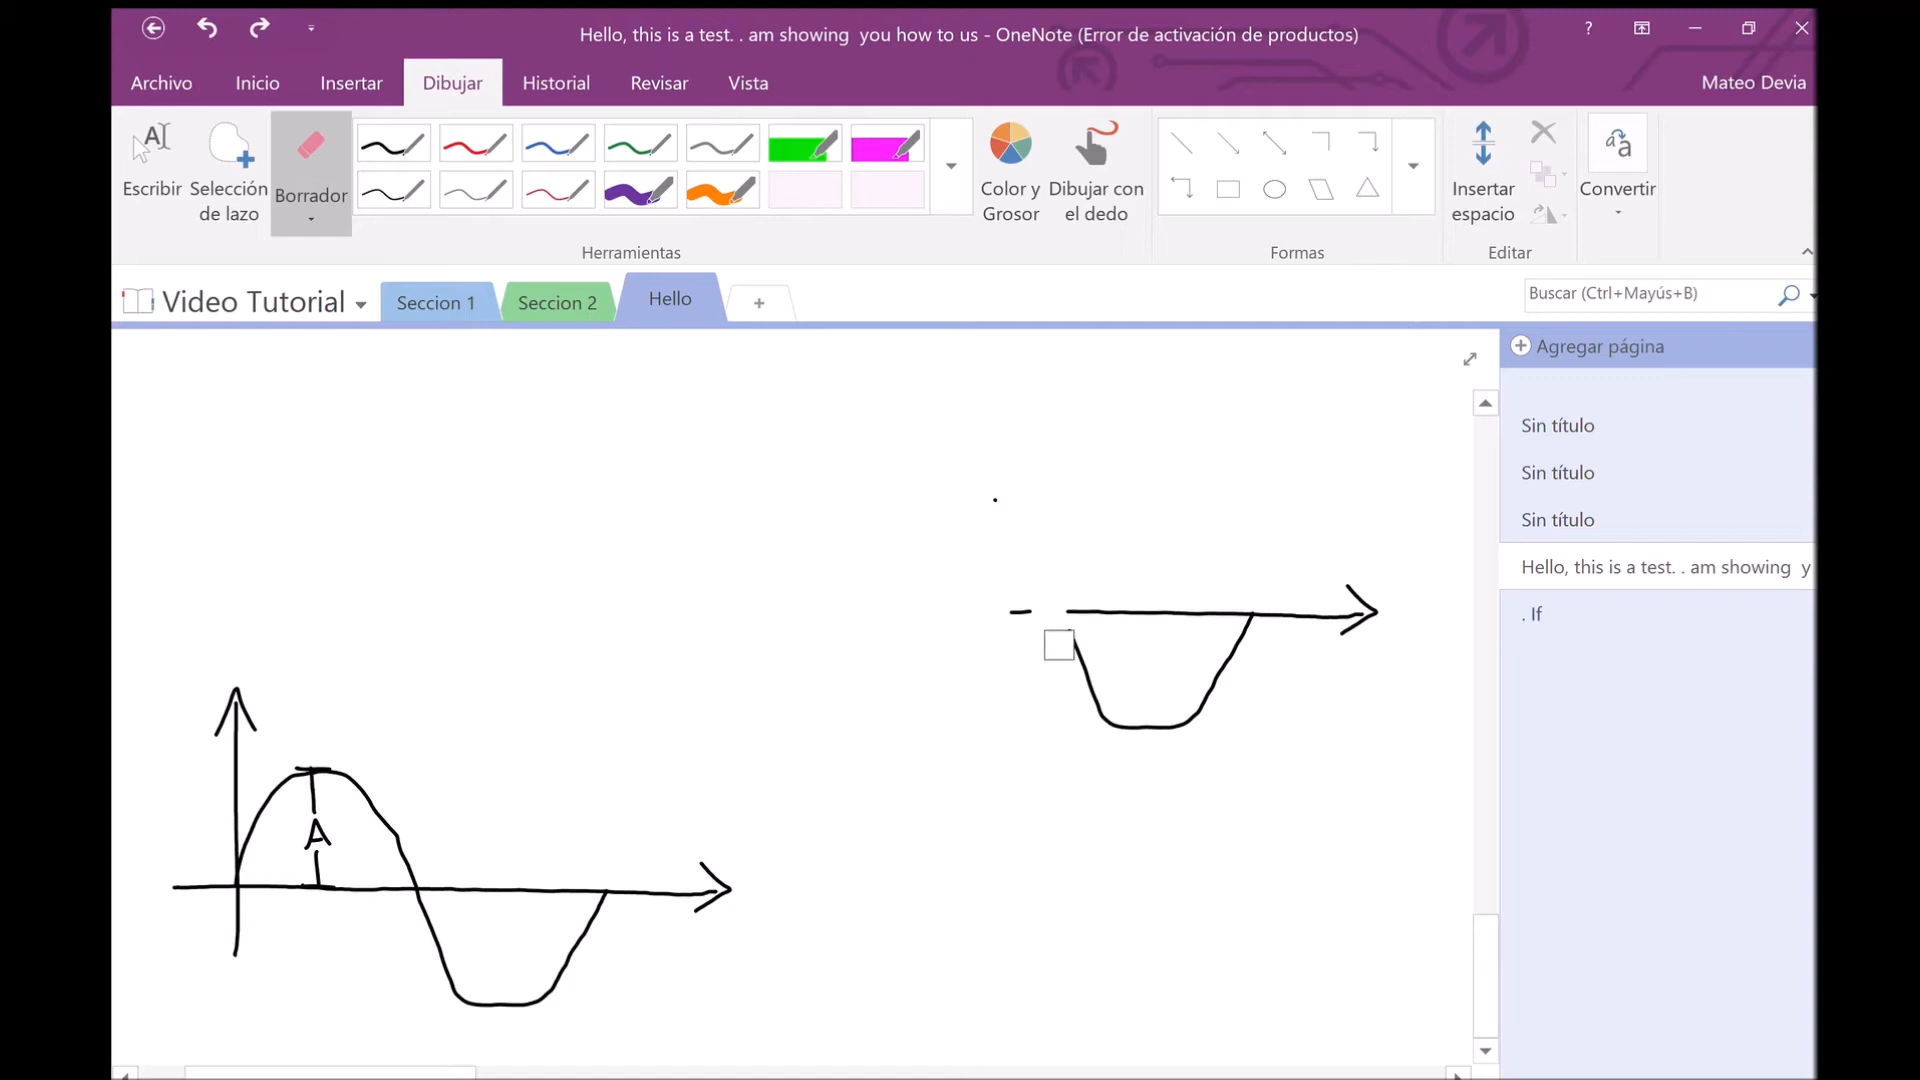 Hello, this is a test. . am showing  you how to us - OneNote (Error de activación de productos)
?
Archivo Inicio Insertar Dibujar Historial Revisar Vista Mateo Devia
Escribir
Selección de lazo
Borrador
Color y Grosor
Dibujar con el dedo
Insertar espacio
Convertir
Herramientas Formas Editar
Video Tutorial Seccion 1 Seccion 2 Hello + Buscar (Ctrl+Mayús+B)
Agregar página
Sin título
Sin título
Sin título
Hello, this is a test. . am showing  y
. If
A